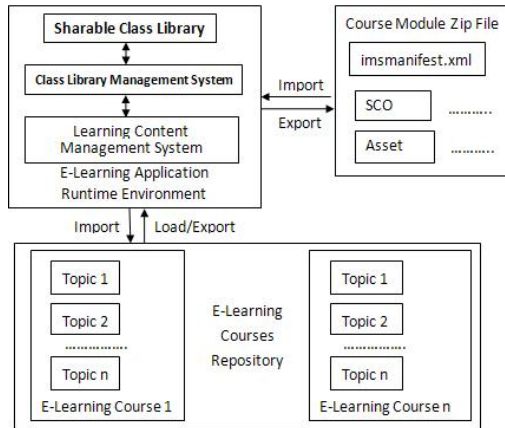 Sharable Class Library
Class Library Management System
Learning Content
Management System
E-Learning Application
Runtime Environment
Import
Export
Course Module Zip File
imsmanifest.xml
SCO
………..
Asset
………..
Import
Load/Export
Topic 1
Topic 2
…………….
Topic n
E-Learning Course 1
E-Learning
Courses
Repository
Topic 1
Topic 2
…………….
Topic n
E-Learning Course n